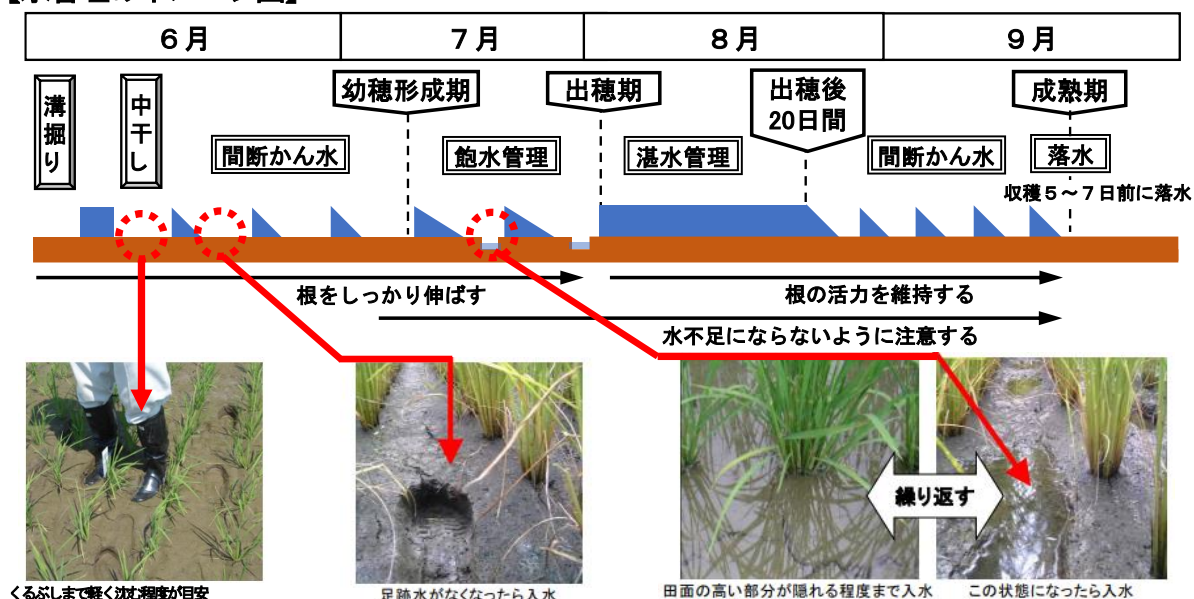 6月
7月
8月
9月
溝掘り
中干し
幼穂形成期
出穂期
出穂後
20日間
成熟期
間断かん水
飽水管理
湛水管理
間断かん水
落水
収穫5～7日前に落水
根をしっかり伸ばす
根の活力を維持する
水不足にならないように注意する
繰り返す
くるぶしまで軽く沈む程度が目安
足跡水がなくなったら入水
田面の高い部分が隠れる程度まで入水
この状態になったら入水